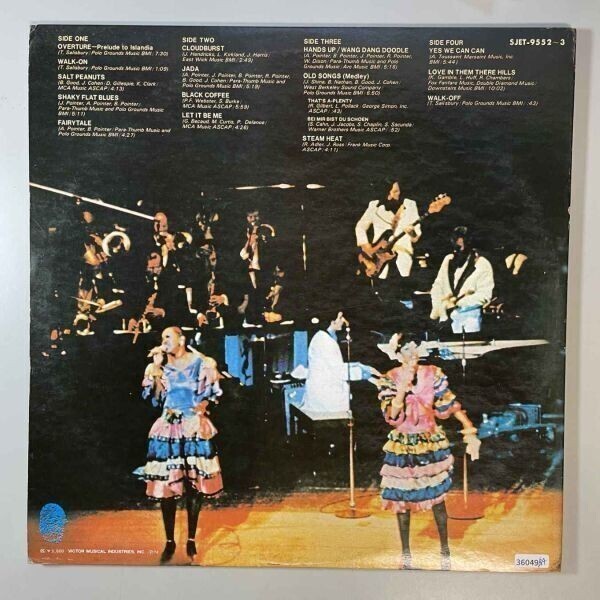 SIDE ONE
OVERTURE—Prelude to Islandia
(T. Salisbury: Polo Grounds Music BMI: 7:30)
WALK-ON
(T. Salisbury: Polo Grounds Music BMI: 1:09)
SALT PEANUTS
(B. Good, J. Cohen, D. Gillespie, K. Clark:
MCA Music ASCAP: 4:13)
SHAKY FLAT BLUES
(J. Pointer, A. Pointer, B. Pointer:
Para-Thumb Music and Polo Grounds Music
BMI: 5:11)
FAIRYTALE
(A. Pointer, B. Pointer: Para-Thumb Music and
Polo Grounds Music BMI: 4:27)
SIDE TWO
CLOUDBURST
(J. Hendricks, L. Kirkland, J. Harris:
East Wick Music BMI: 2:49)
JADA
(A. Pointer, J. Pointer, B. Pointer, R. Pointer,
B. Good, J. Cohen: Para-Thumb Music and
Polo Grounds Music BMI: 5:19)
BLACK COFFEE
(P. F. Webster, S. Burke:
MCA Music ASCAP: 5:59)
LET IT BE ME
(G. Becaud, M. Curtis, P. Delanoe:
MCA Music ASCAP: 4:26)
SIDE THREE
HANDS UP / WANG DANG DOODLE
(A. Pointer, B. Pointer, J. Pointer, R. Pointer,
W. Dixon: Para-Thumb Music and Polo Grounds
Music: Arc Music BMI: 5:16)
OLD SONGS (Medley)
(J. Shine, B. Nathan, B. Good, J. Cohen:
West Berkeley Sound Company
Polo Grounds Music BMI: 6:50)
THAT'S A-PLENTY
(R. Gilbert, L. Pollack: George Simon, Inc.
ASCAP: :43)
BEI MIR BIST DU SCHOEN
(S. Cahn, J. Jacobs, S. Chaplin, S. Secunda:
Warner Brothers Music ASCAP: :52)
STEAM HEAT
(R. Adler, J. Ross: Frank Music Corp.
ASCAP: 4:11)
SJET-9552~3
SIDE FOUR
YES WE CAN CAN
(A. Toussaint: Marsaint Music, Inc.
BMI: 5:44)
LOVE IN THEM THERE HILLS
(K. Gamble, L. Huff, R. Chambers:
Fanfare Music, Double Diamond Music,
Downstairs Music BMI: 10:02)
WALK-OFF
(T. Salisbury: Polo Grounds Music BMI: :43)
VICTOR MUSICAL INDUSTRIES, INC.
36049